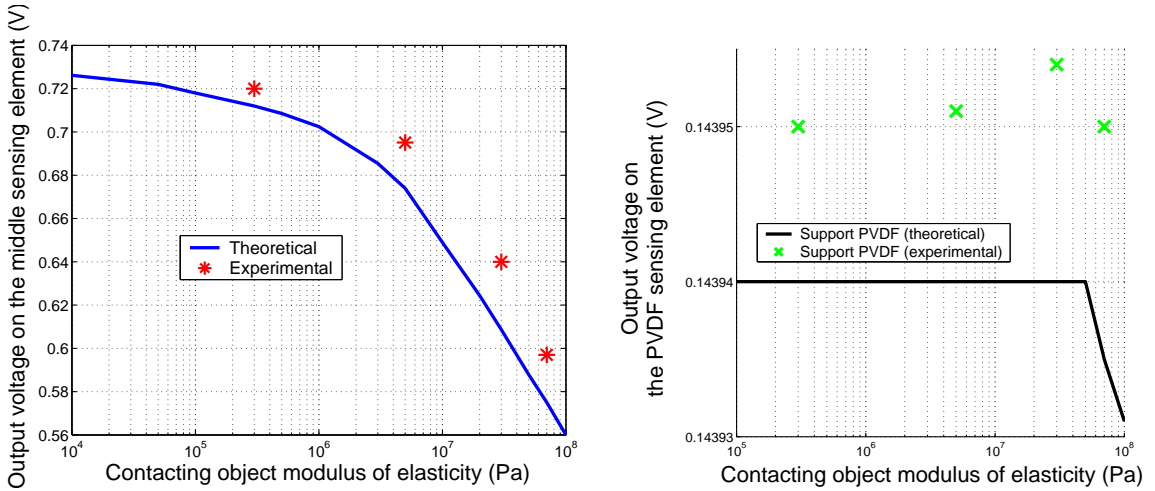 Output voltage on the middle sensing element (V)
0.74
0.72
0.7
0.68
0.66
0.64
0.62
0.6
0.58
0.56
Theoretical
Experimental
10^4
10^5
10^6
10^7
10^8
Contacting object modulus of elasticity (Pa)
Output voltage on
the PVDF sensing element (V)
0.14395
0.14394
0.14393
Support PVDF (theoretical)
Support PVDF (experimental)
10^5
10^6
10^7
10^8
Contacting object modulus of elasticity (Pa)